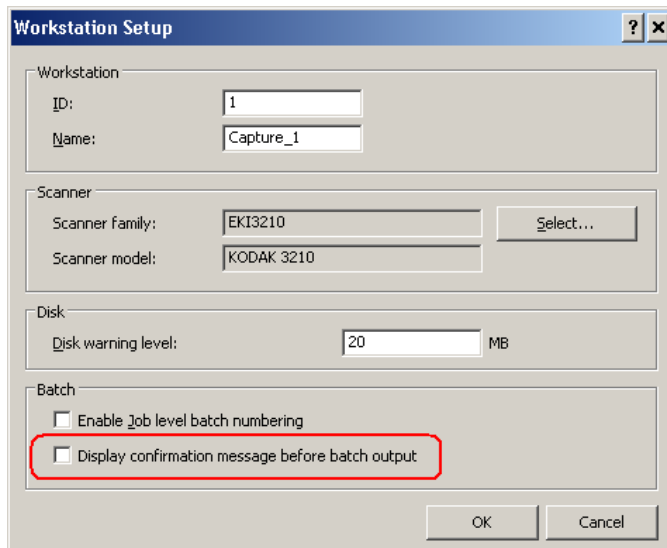 Workstation Setup
Workstation
ID: 1
Name: Capture_1
Scanner
Scanner family: EKI3210 Select...
Scanner model: KODAK 3210
Disk
Disk warning level: 20 MB
Batch
Enable Job level batch numbering
Display confirmation message before batch output
OK Cancel